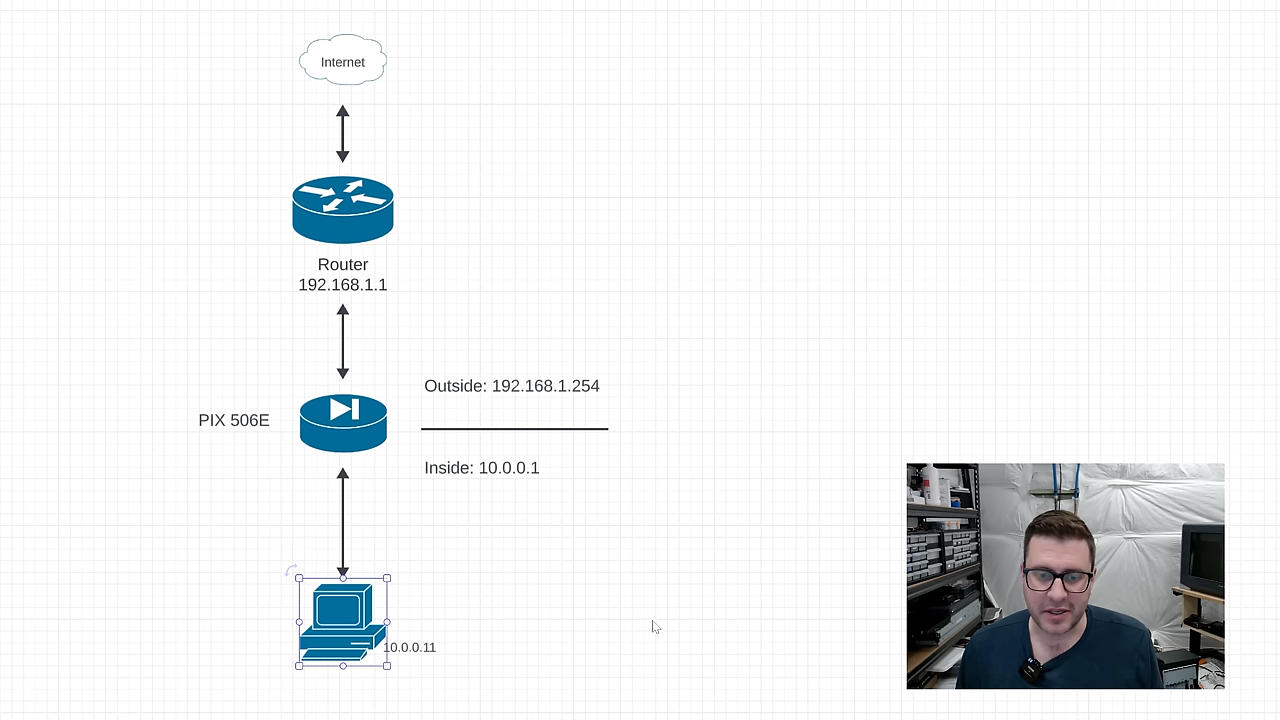 Internet
Router
192.168.1.1
Outside: 192.168.1.254
PIX 506E
Inside: 10.0.0.1
10.0.0.11